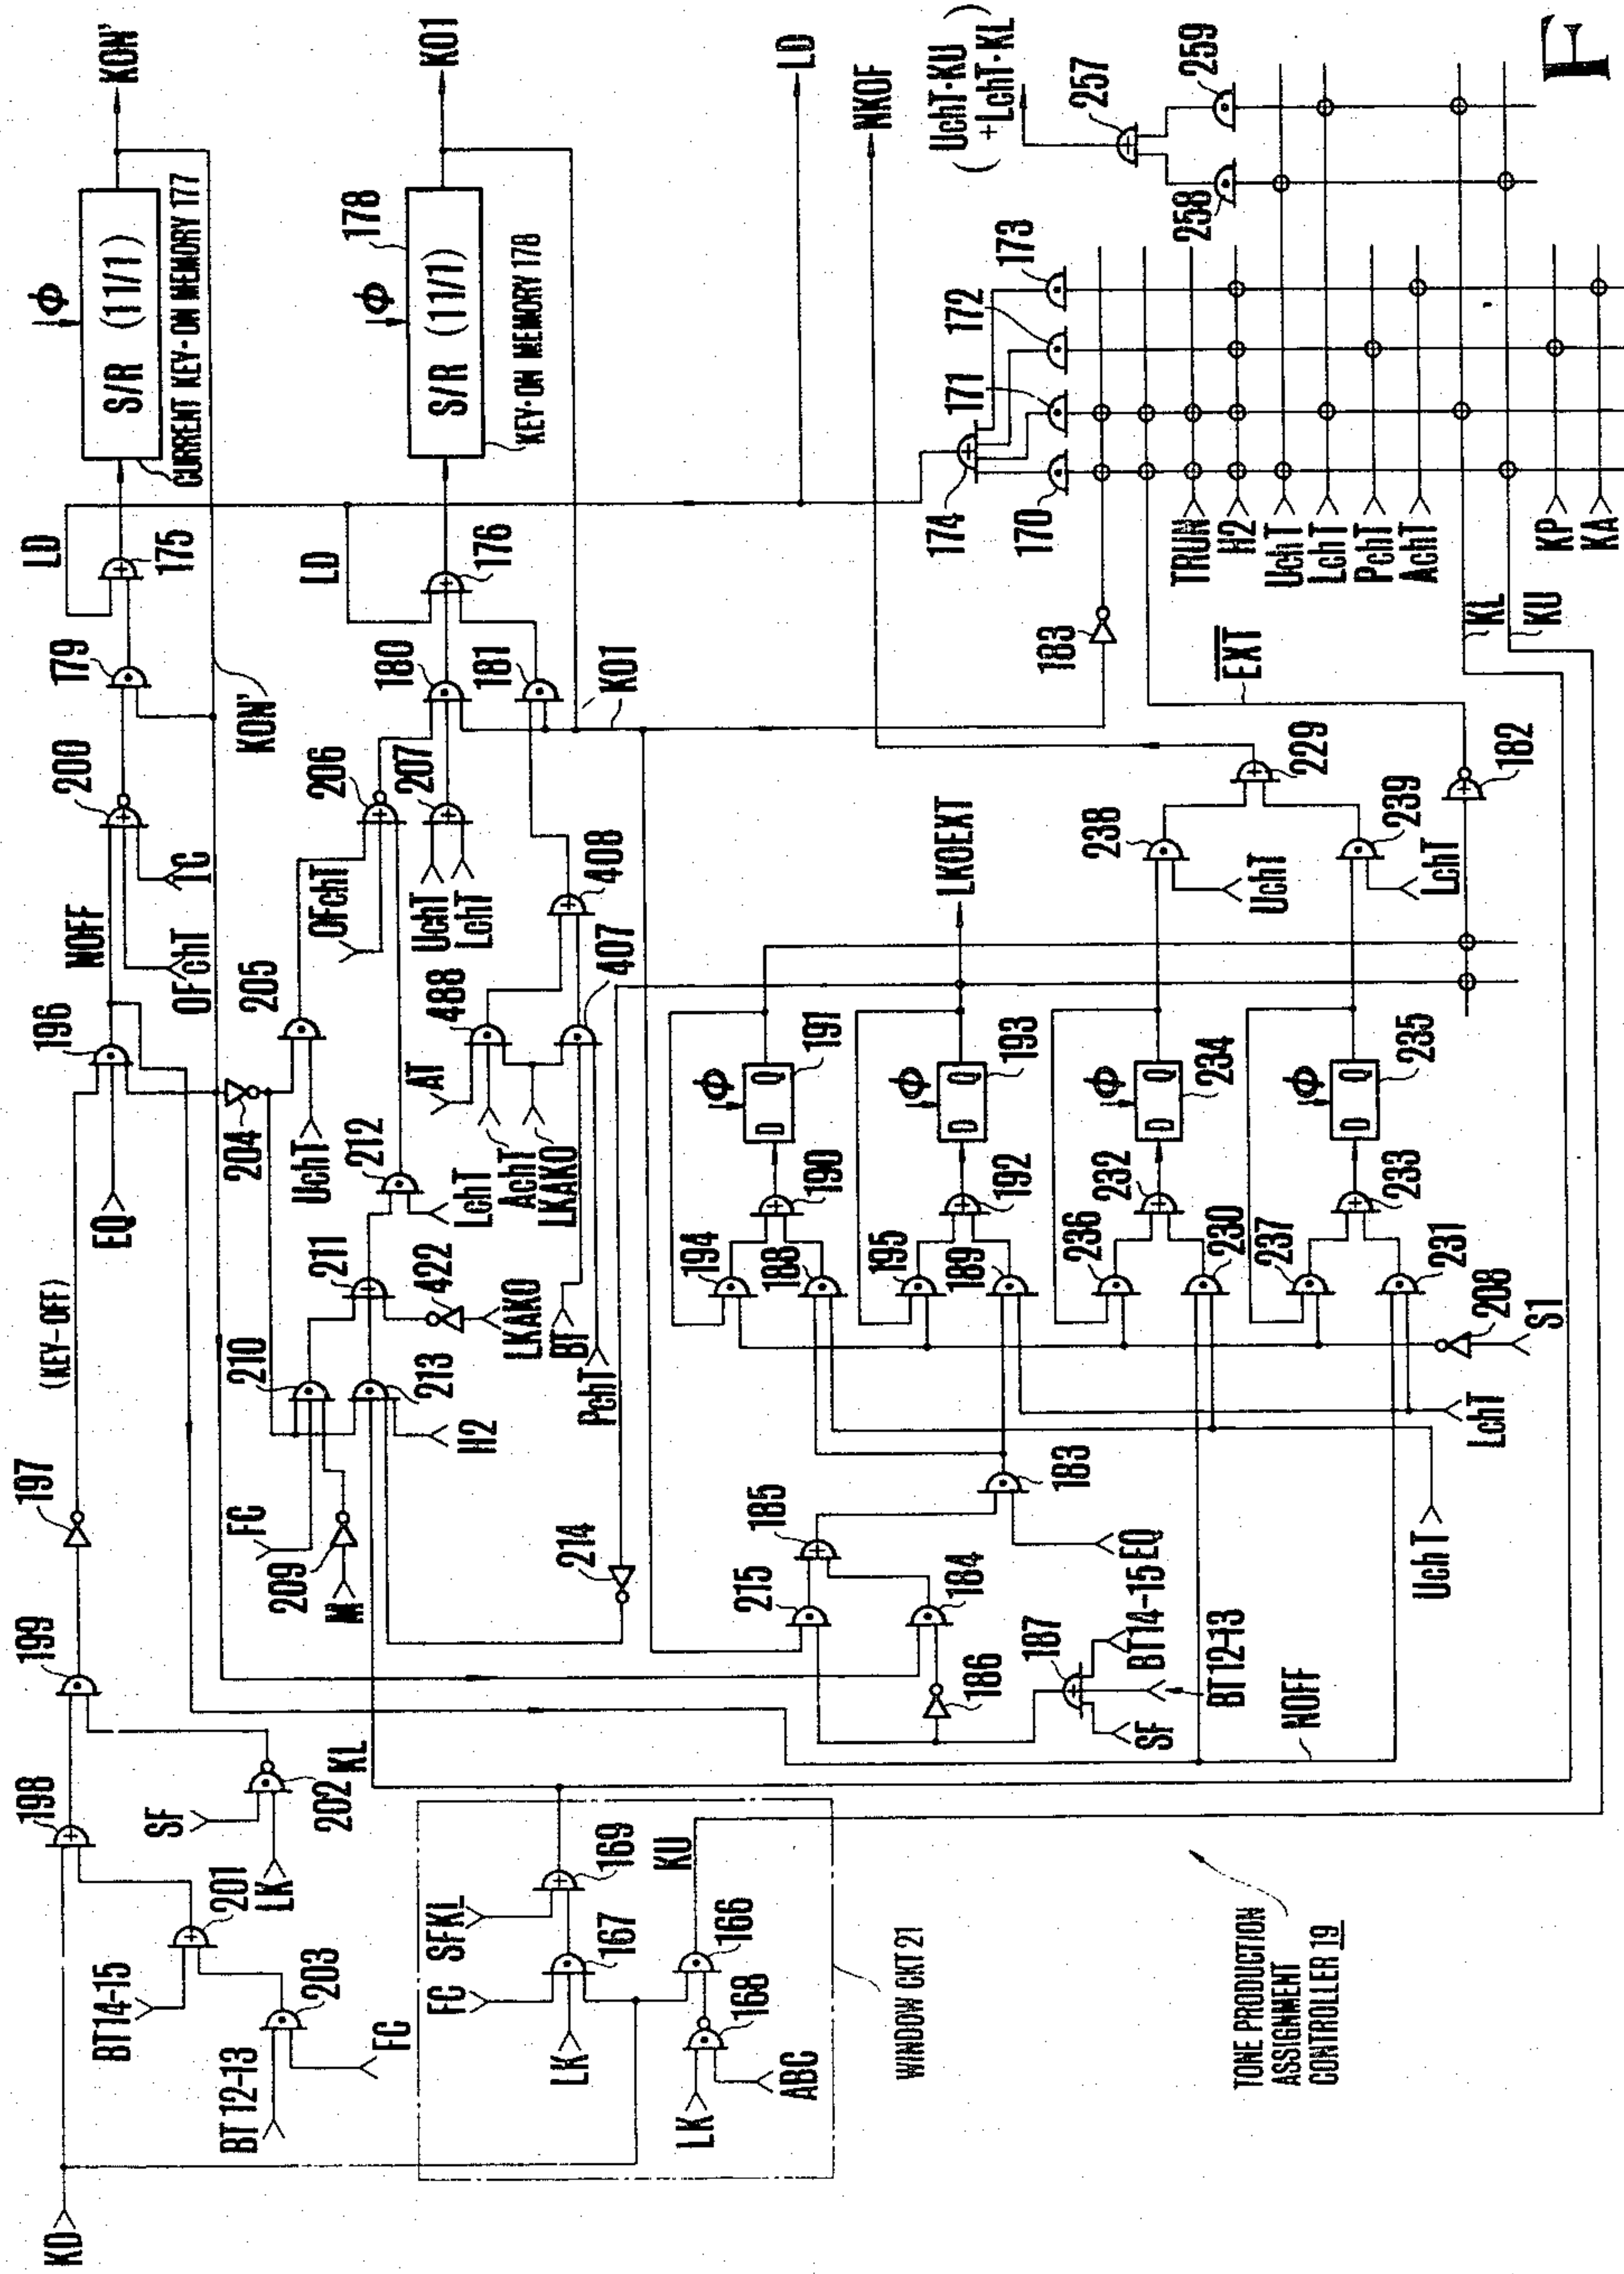 KON'
KO1
LD
NKOF
(UchT·KU
+LchT·KL)
257
259
258
F
ϕ
S/R (11/1)
CURRENT KEY-ON MEMORY 177
ϕ
178
S/R (11/1)
KEY-ON MEMORY 178
174
172
173
171
170
LD
175
179
LD
176
180
181
KON'
KO1
183
TRUN
H2
UchT
LchT
PchT
AchT
KL
KU
KP
KA
EXT
200
TC
OFchT
NOFF
196
EQ
206
207
OFchT
UchT
LchT
205
204
UchT
408
488
407
AT
AchT
LKAKO
212
LchT
211
422
LKAKO
BT
PchT
210
213
H2
FC
209
M
214
(KEY-OFF)
197
199
198
SF
202
KL
LK
201
BT14-15
203
BT12-13
FC
KD
229
238
239
UchT
LchT
182
LKOEXT
ϕ
D Q
191
ϕ
D Q
193
ϕ
D Q
234
ϕ
D Q
235
190
192
232
233
194
188
195
189
236
230
237
231
208
S1
LchT
UchT
183
185
EQ
215
184
186
187
BT14-15
BT12-13
SF
NOFF
169
SFKL
167
FC
LK
KU
166
168
LK
ABC
WINDOW CKT 21
TONE PRODUCTION
ASSIGNMENT
CONTROLLER 19